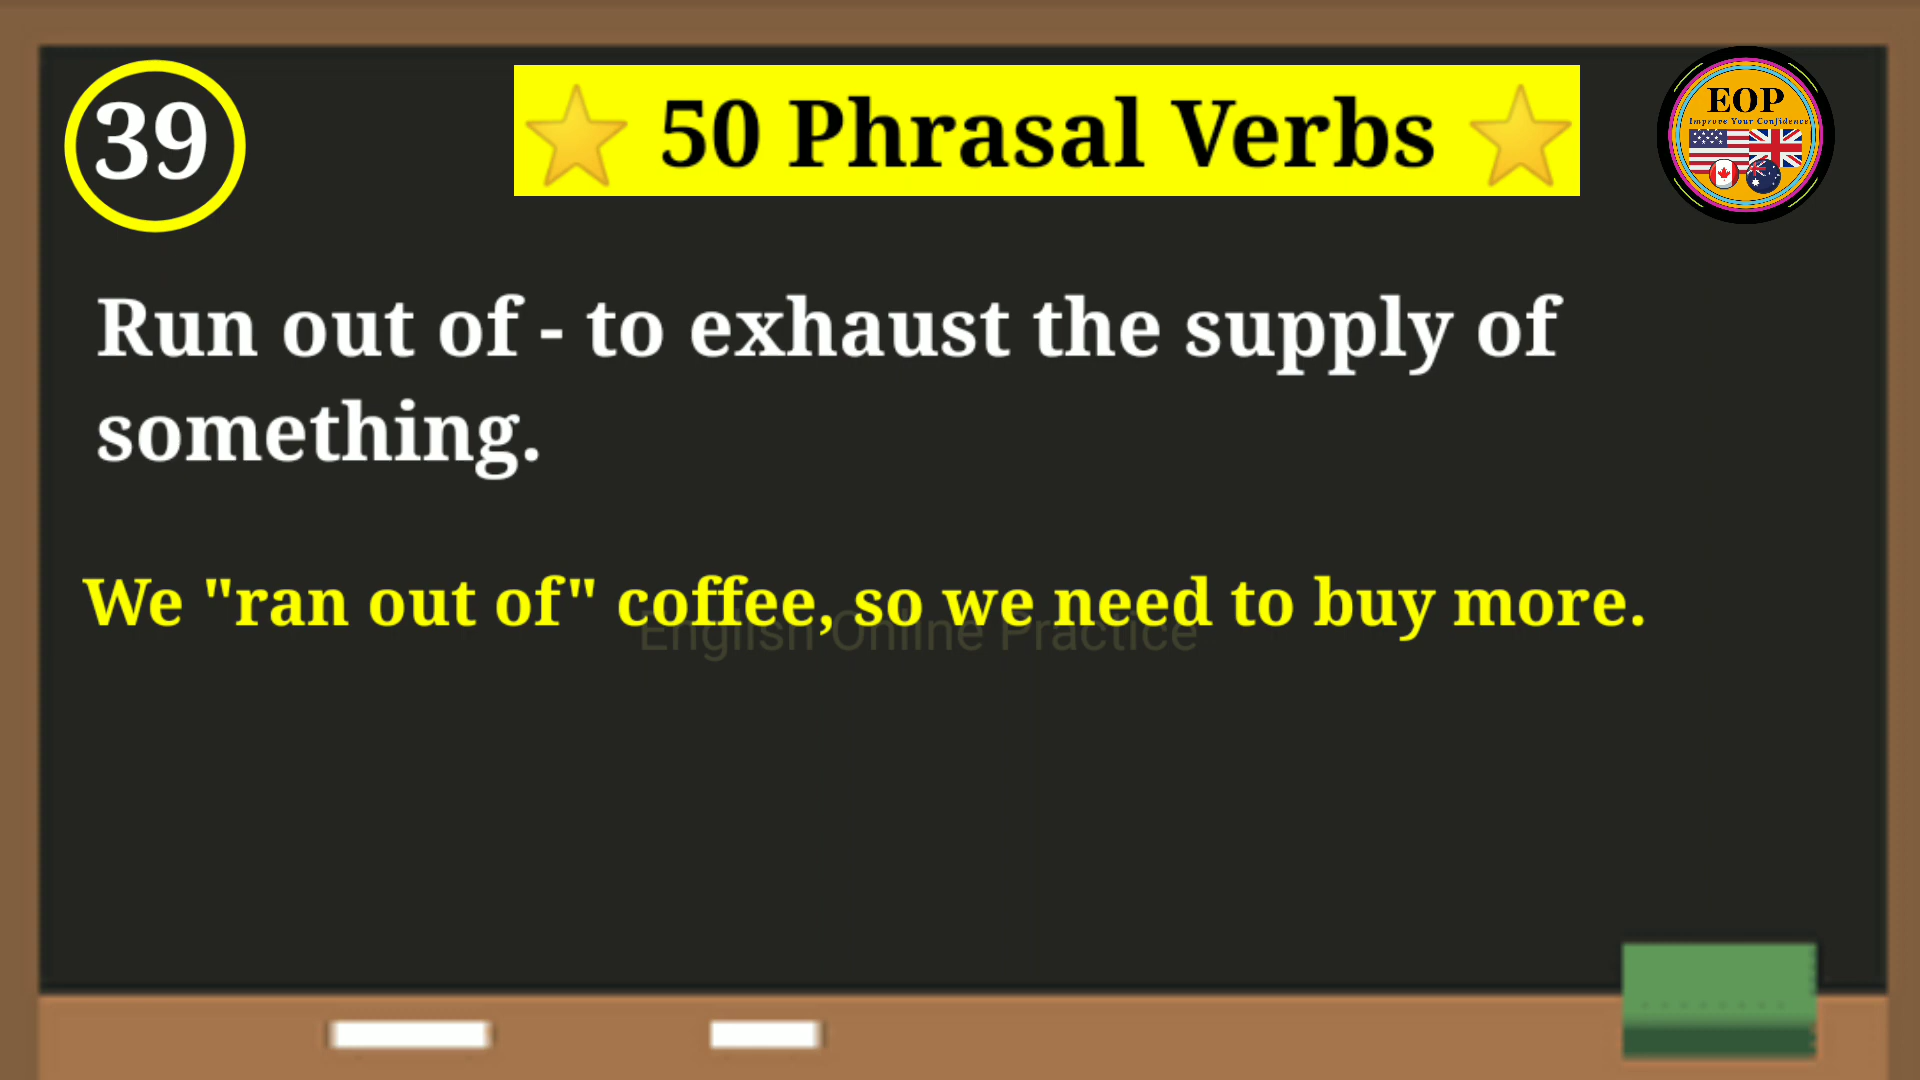 39
50 Phrasal Verbs
EOP
Improve Your Confidence
Run out of - to exhaust the supply of
something.
We "ran out of" coffee, so we need to buy more.
English Online Practice